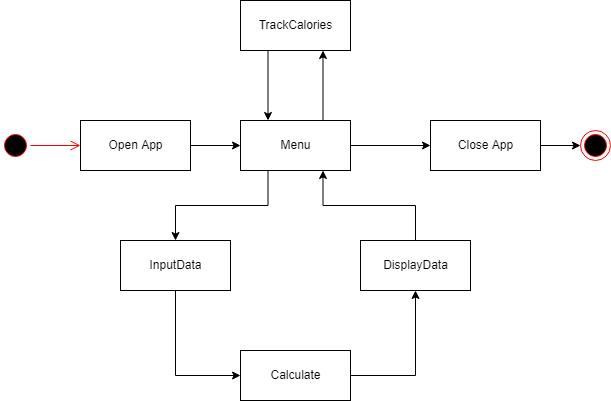 TrackCalories
Open App
Menu
Close App
InputData
DisplayData
Calculate